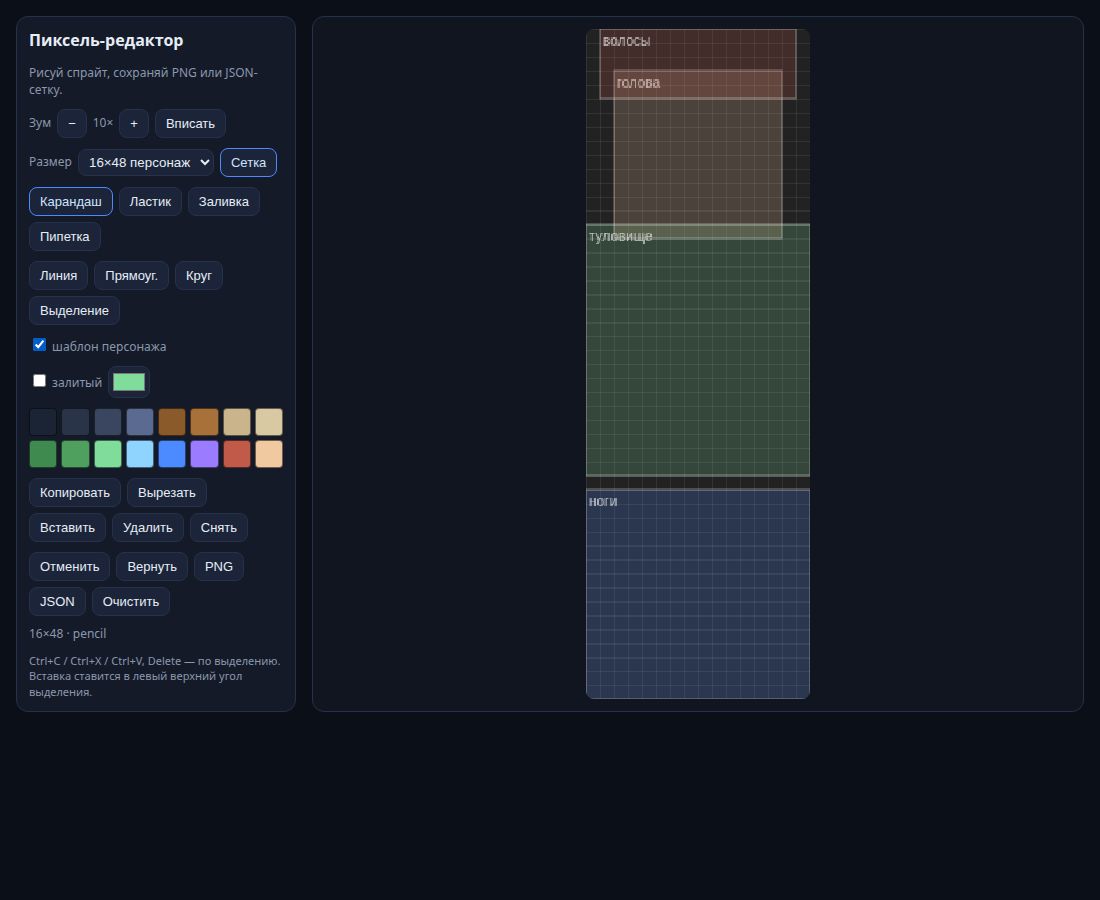 Пиксель-редактор
Рисуй спрайт, сохраняй PNG или JSON-
сетку.
Зум − 10× + Вписать
Размер 16×48 персонаж Сетка
Карандаш Ластик Заливка
Пипетка
Линия Прямоуг. Круг
Выделение
шаблон персонажа
залитый
Копировать Вырезать
Вставить Удалить Снять
Отменить Вернуть PNG
JSON Очистить
16×48 · pencil
Ctrl+C / Ctrl+X / Ctrl+V, Delete — по выделению.
Вставка ставится в левый верхний угол
выделения.
волосы
голова
туловище
ноги